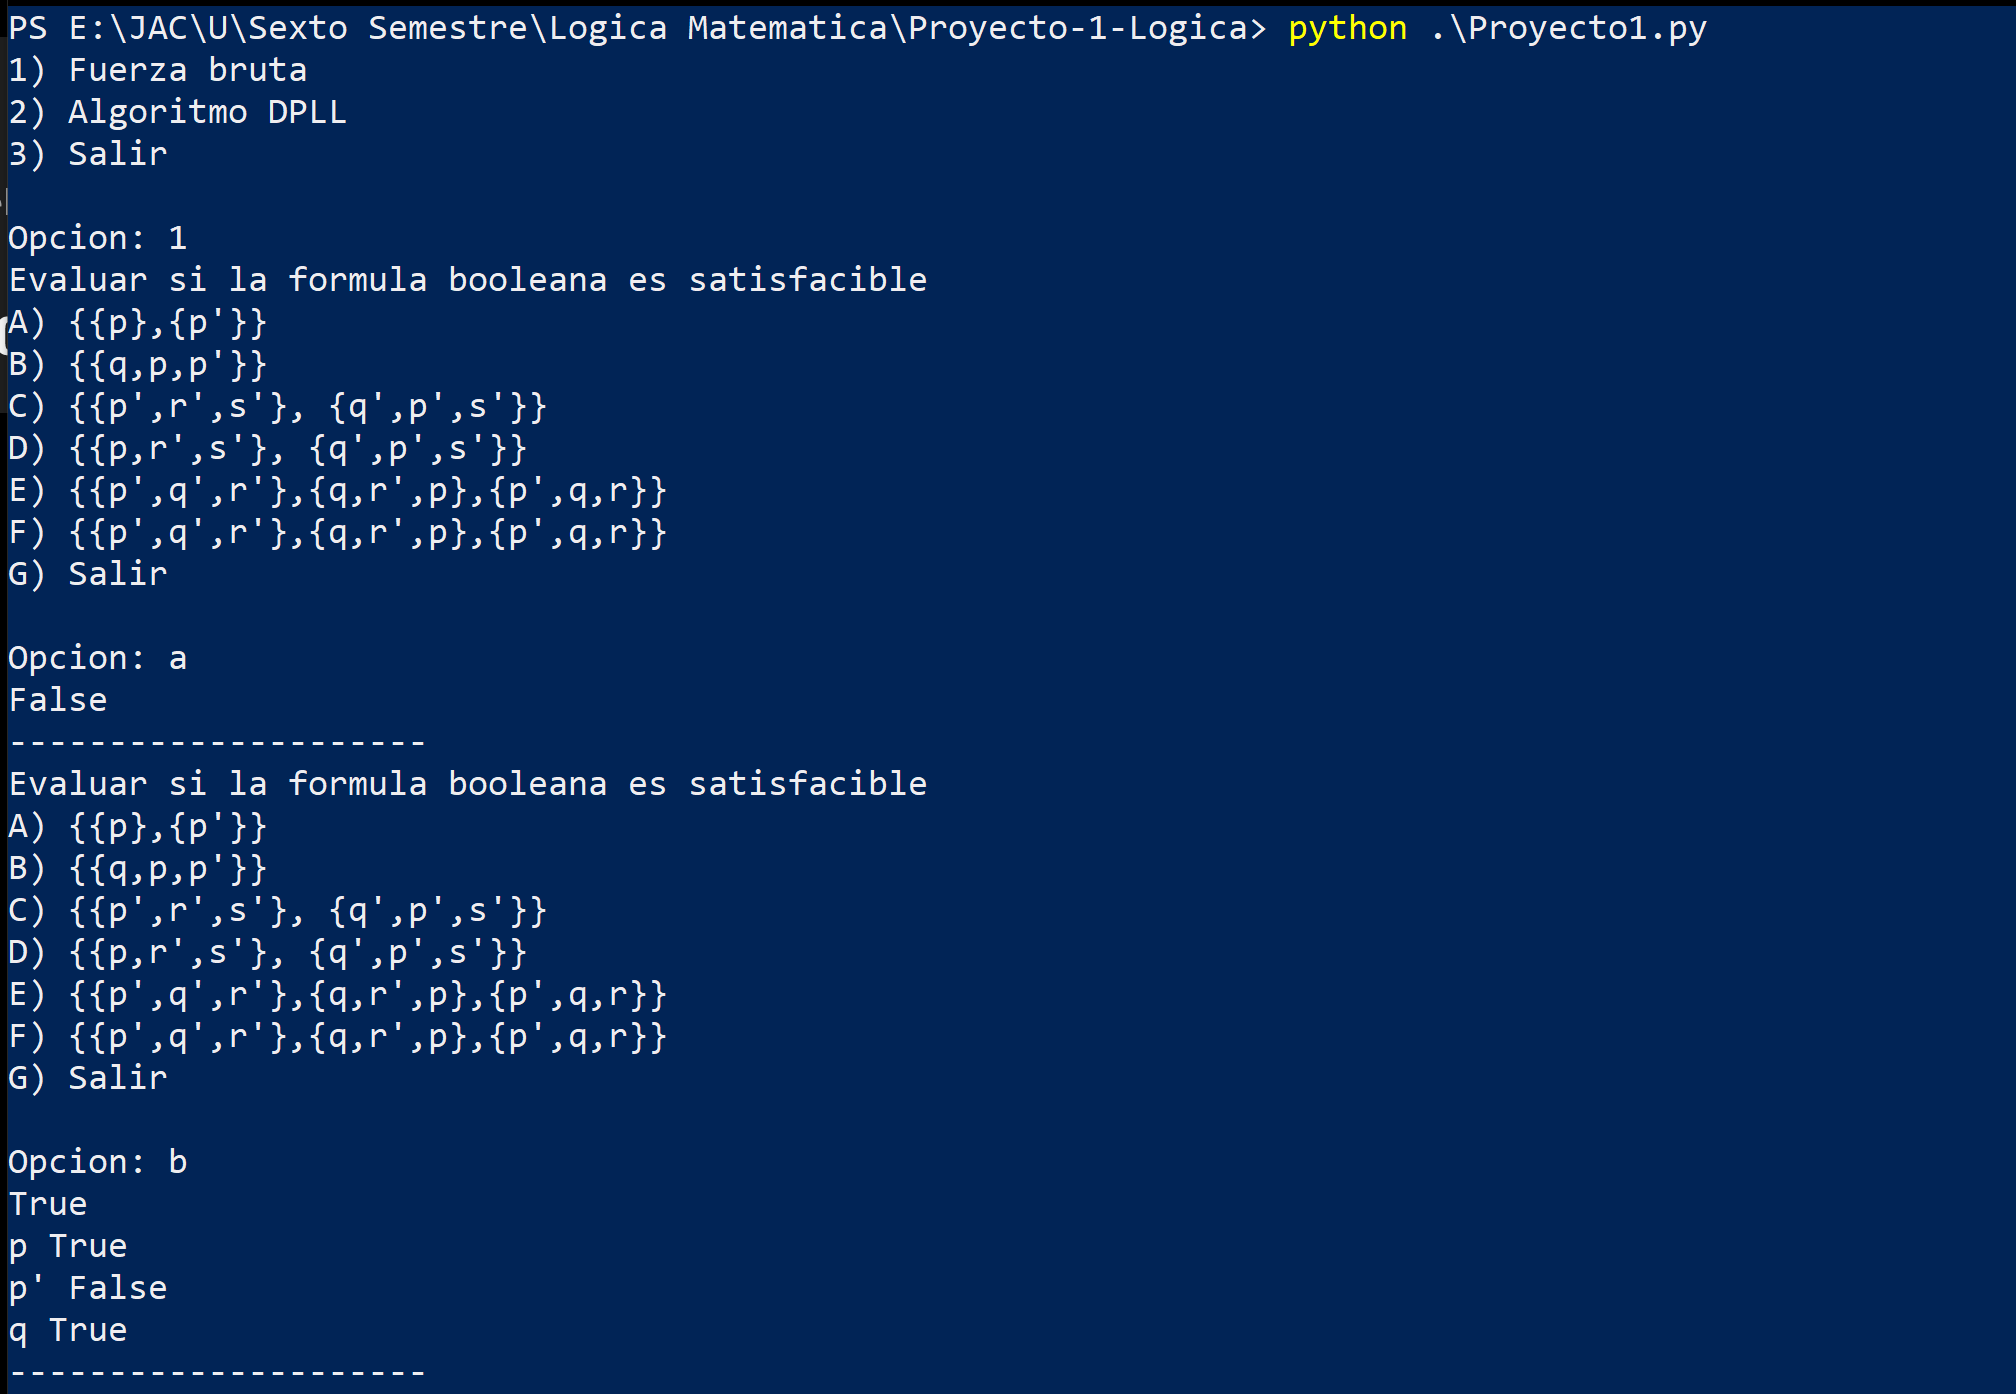 PS E:\JAC\U\Sexto Semestre\Logica Matematica\Proyecto-1-Logica> python .\Proyecto1.py
1) Fuerza bruta
2) Algoritmo DPLL
3) Salir
Opcion: 1
Evaluar si la formula booleana es satisfacible
A) {{p},{p'}}
B) {{q,p,p'}}
C) {{p',r',s'}, {q',p',s'}}
D) {{p,r',s'}, {q',p',s'}}
E) {{p',q',r'},{q,r',p},{p',q,r}}
F) {{p',q',r'},{q,r',p},{p',q,r}}
G) Salir
Opcion: a
False
---------------------
Evaluar si la formula booleana es satisfacible
A) {{p},{p'}}
B) {{q,p,p'}}
C) {{p',r',s'}, {q',p',s'}}
D) {{p,r',s'}, {q',p',s'}}
E) {{p',q',r'},{q,r',p},{p',q,r}}
F) {{p',q',r'},{q,r',p},{p',q,r}}
G) Salir
Opcion: b
True
p True
p' False
q True
---------------------